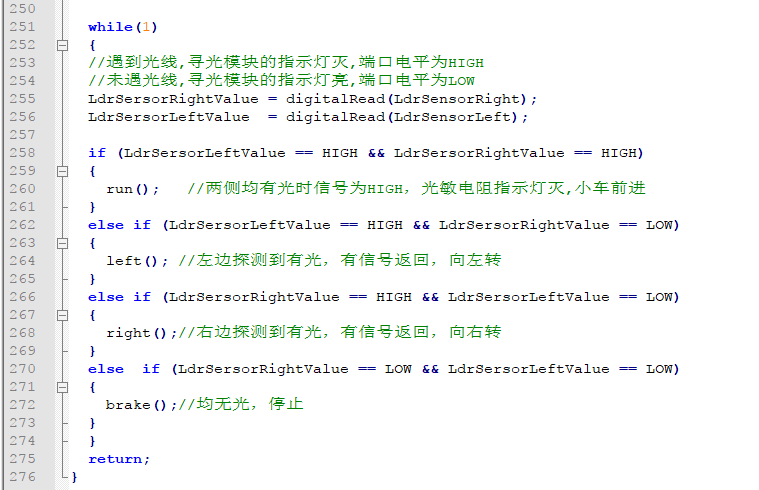 250
251 while(1)
252 {
253 //遇到光线,寻光模块的指示灯灭,端口电平为HIGH
254 //未遇光线,寻光模块的指示灯亮,端口电平为LOW
255 LdrSersorRightValue = digitalRead(LdrSensorRight);
256 LdrSersorLeftValue  = digitalRead(LdrSensorLeft);
257
258 if (LdrSersorLeftValue == HIGH && LdrSersorRightValue == HIGH)
259 {
260   run();   //两侧均有光时信号为HIGH，光敏电阻指示灯灭,小车前进
261 }
262 else if (LdrSersorLeftValue == HIGH && LdrSersorRightValue == LOW)
263 {
264   left(); //左边探测到有光，有信号返回，向左转
265 }
266 else if (LdrSersorRightValue == HIGH && LdrSersorLeftValue == LOW)
267 {
268   right();//右边探测到有光，有信号返回，向右转
269 }
270 else  if (LdrSersorRightValue == LOW && LdrSersorLeftValue == LOW)
271 {
272   brake();//均无光，停止
273 }
274 }
275 return;
276 }